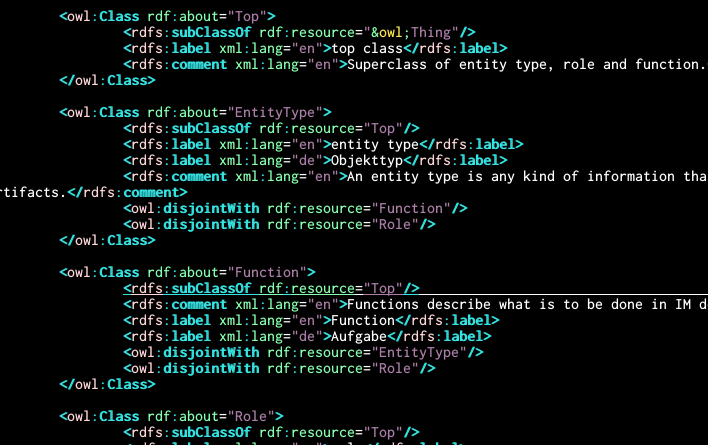 <owl:Class rdf:about="Top">
<rdfs:subClassOf rdf:resource="&owl;Thing"/>
<rdfs:label xml:lang="en">top class</rdfs:label>
<rdfs:comment xml:lang="en">Superclass of entity type, role and function.
</owl:Class>
<owl:Class rdf:about="EntityType">
<rdfs:subClassOf rdf:resource="Top"/>
<rdfs:label xml:lang="en">entity type</rdfs:label>
<rdfs:label xml:lang="de">Objekttyp</rdfs:label>
<rdfs:comment xml:lang="en">An entity type is any kind of information tha
rtifacts.</rdfs:comment>
<owl:disjointWith rdf:resource="Function"/>
<owl:disjointWith rdf:resource="Role"/>
</owl:Class>
<owl:Class rdf:about="Function">
<rdfs:subClassOf rdf:resource="Top"/>
<rdfs:comment xml:lang="en">Functions describe what is to be done in IM d
<rdfs:label xml:lang="en">Function</rdfs:label>
<rdfs:label xml:lang="de">Aufgabe</rdfs:label>
<owl:disjointWith rdf:resource="EntityType"/>
<owl:disjointWith rdf:resource="Role"/>
</owl:Class>
<owl:Class rdf:about="Role">
<rdfs:subClassOf rdf:resource="Top"/>